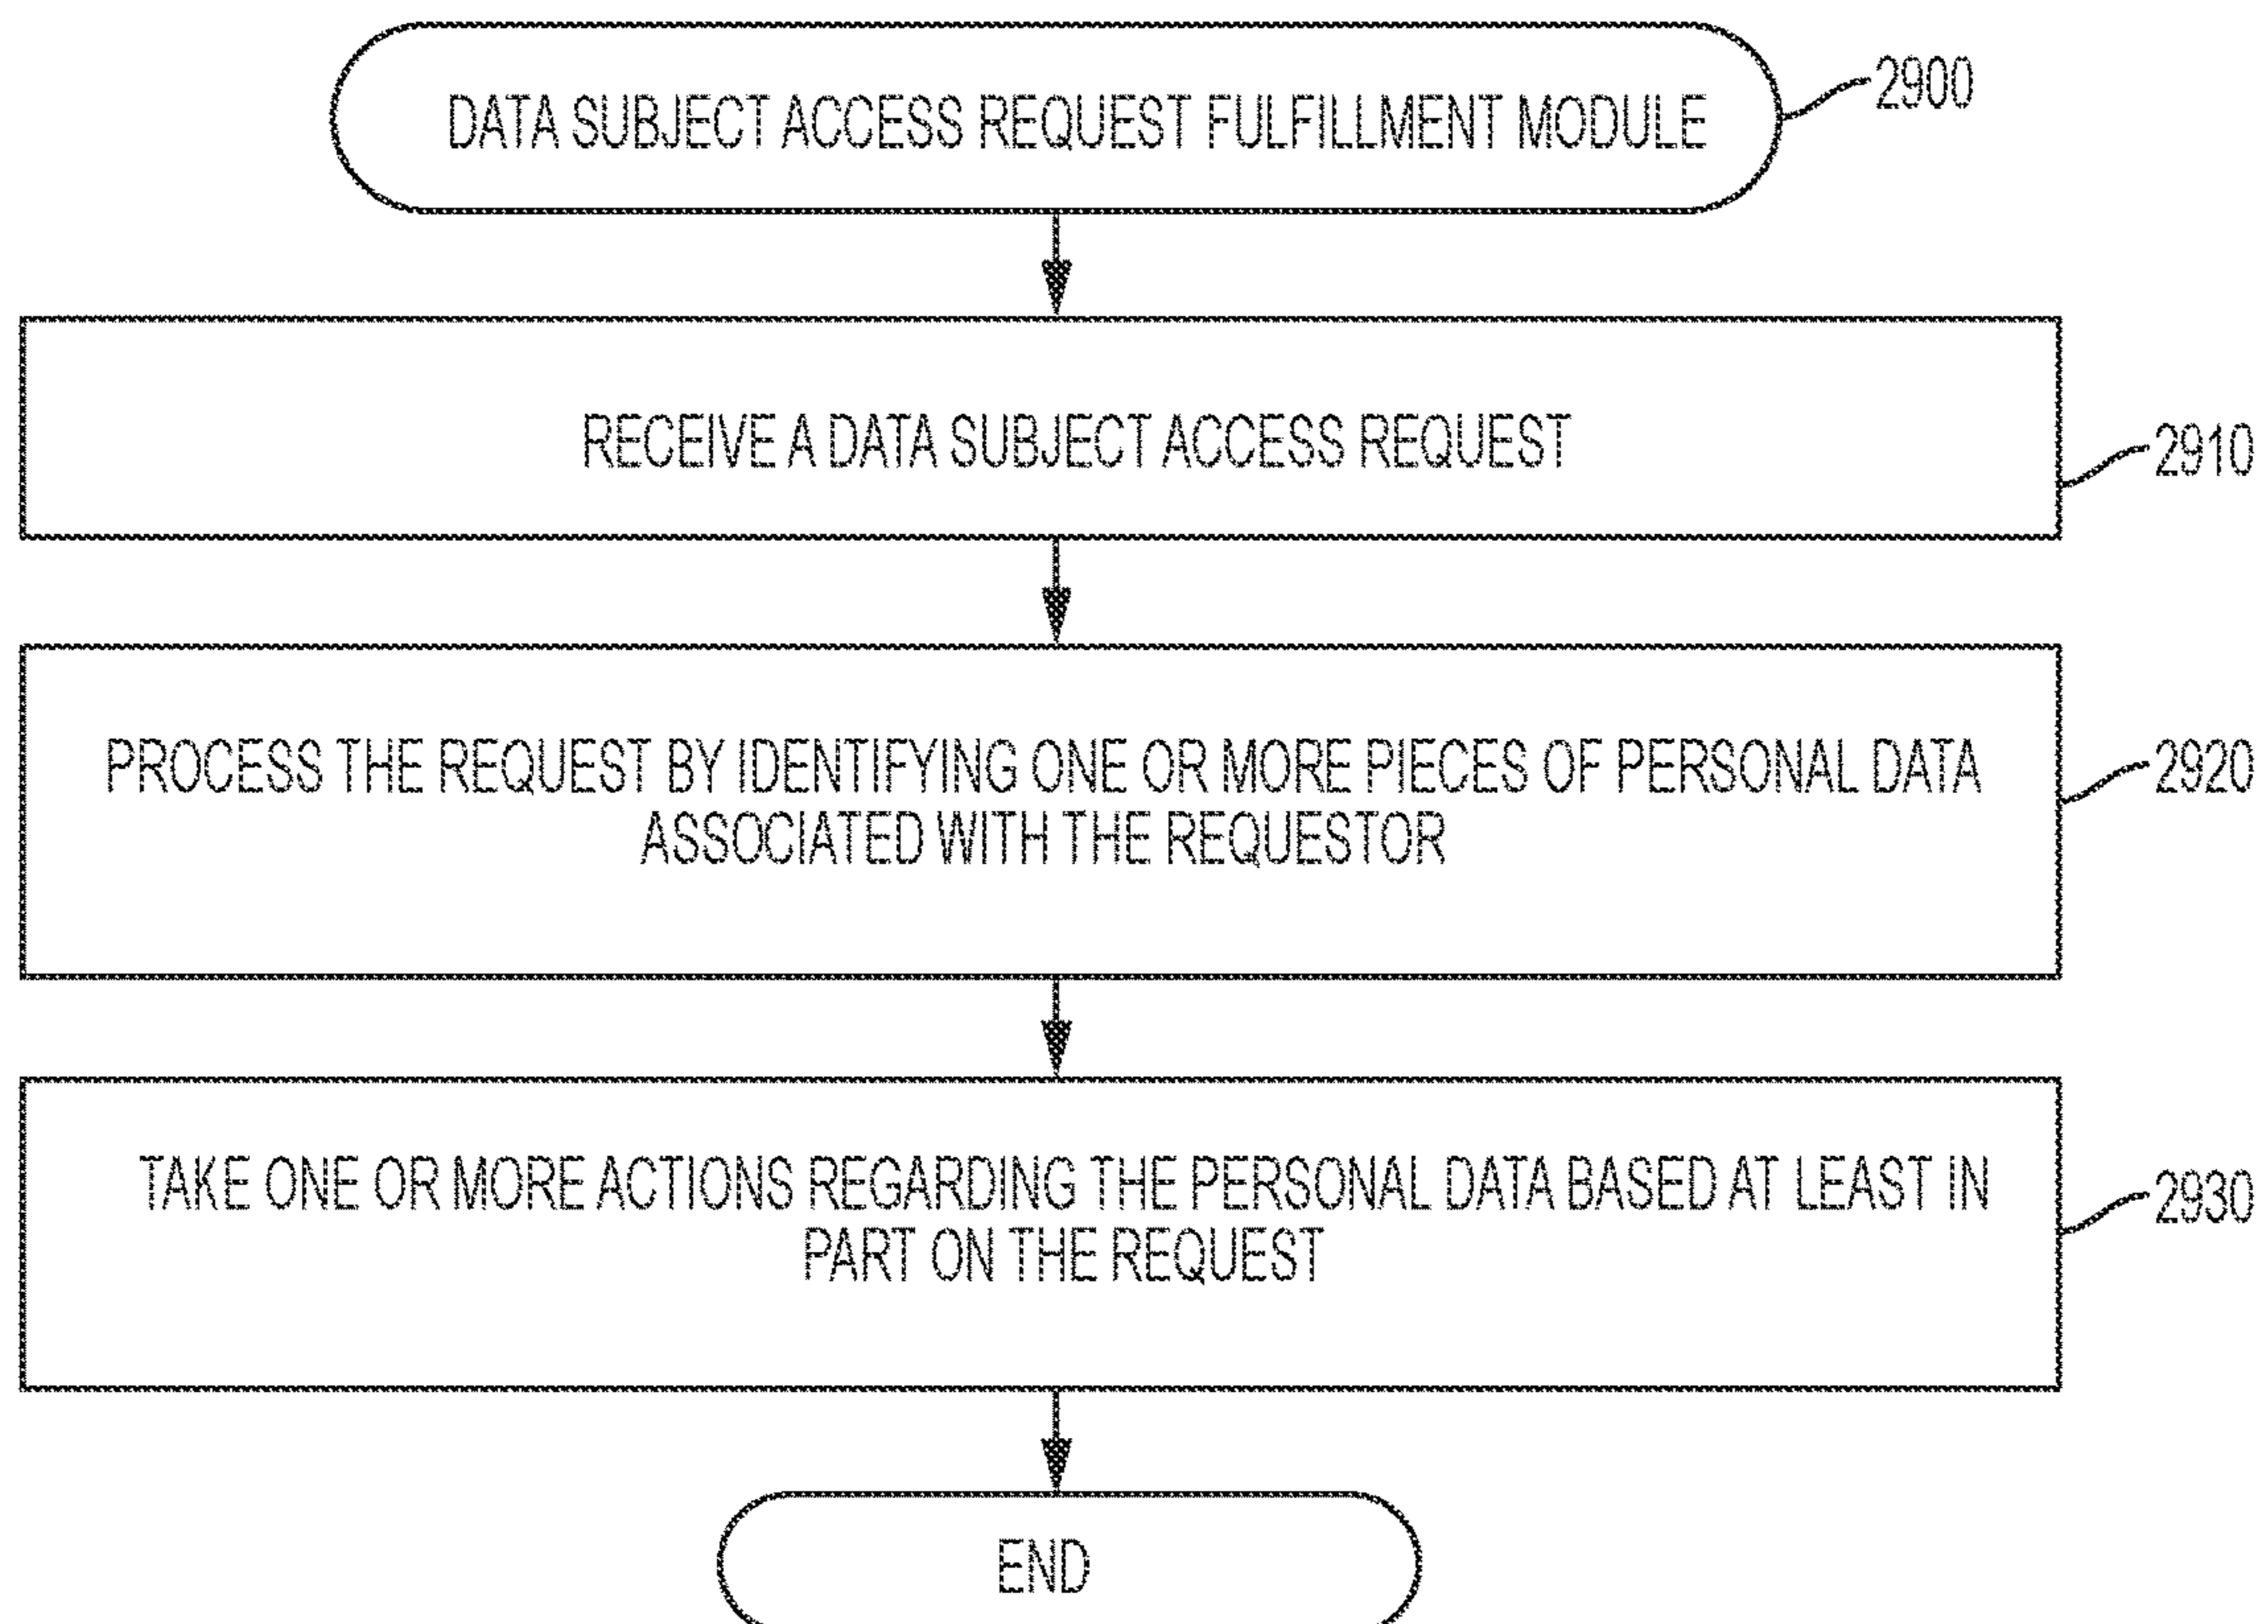 DATA SUBJECT ACCESS REQUEST FULFILLMENT MODULE
2900
RECEIVE A DATA SUBJECT ACCESS REQUEST
2910
PROCESS THE REQUEST BY IDENTIFYING ONE OR MORE PIECES OF PERSONAL DATA
ASSOCIATED WITH THE REQUESTOR
2920
TAKE ONE OR MORE ACTIONS REGARDING THE PERSONAL DATA BASED AT LEAST IN
PART ON THE REQUEST
2930
END